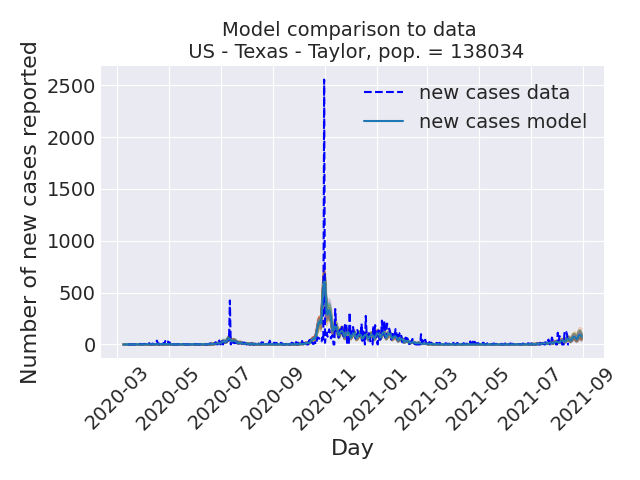 Model comparison to data
US - Texas - Taylor, pop. = 138034
Number of new cases reported
2500
2000
1500
1000
500
0
new cases data
new cases model
2020-03
2020-05
2020-07
2020-09
2020-11
2021-01
2021-03
2021-05
2021-07
2021-09
Day